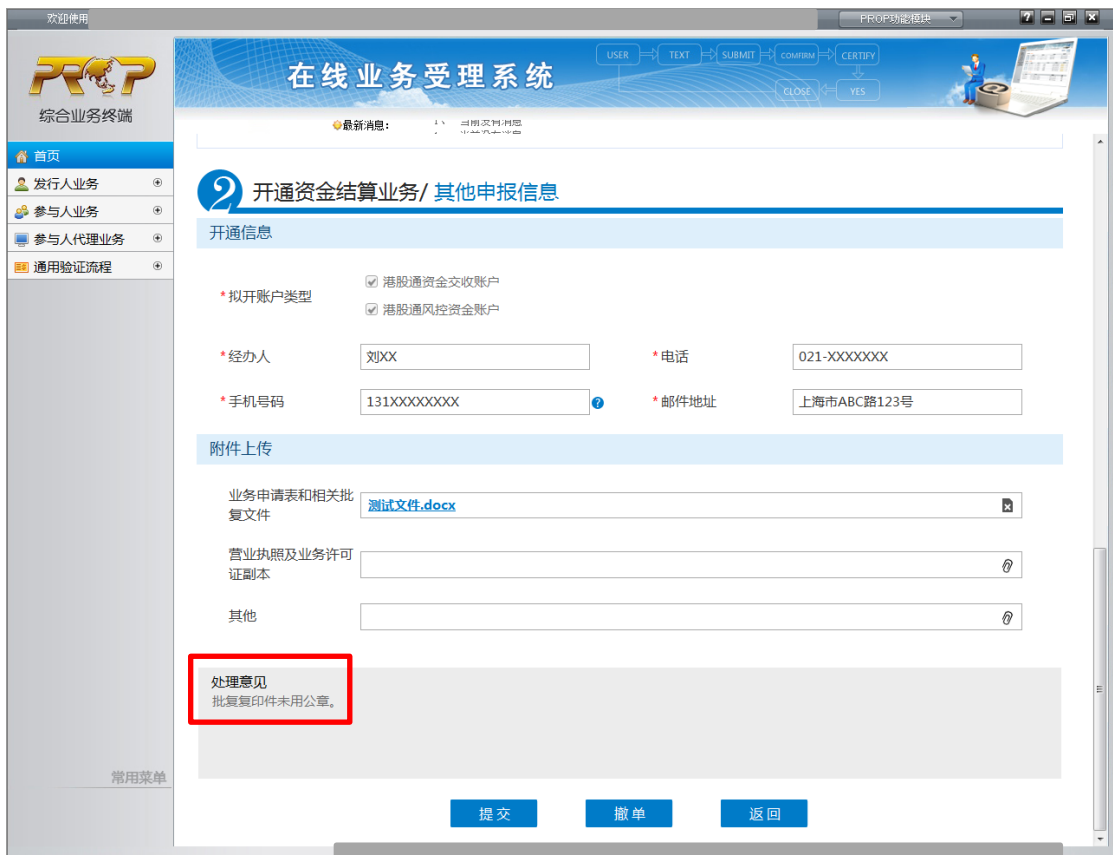 欢迎使用
PROP功能模块
PROP
综合业务终端
在线业务受理系统
USER
TEXT
SUBMIT
COMFIRM
CERTIFY
CLOSE
YES
最新消息：
1、 当前没有消息
首页
发行人业务
参与人业务
参与人代理业务
通用验证流程
常用菜单
2 开通资金结算业务/ 其他申报信息
开通信息
*拟开账户类型
港股通资金交收账户
港股通风控资金账户
*经办人 刘XX *电话 021-XXXXXXX
*手机号码 131XXXXXXXX ? *邮件地址 上海市ABC路123号
附件上传
业务申请表和相关批
复文件
测试文件.docx
营业执照及业务许可
证副本
其他
处理意见
批复复印件未用公章。
提交 撤单 返回